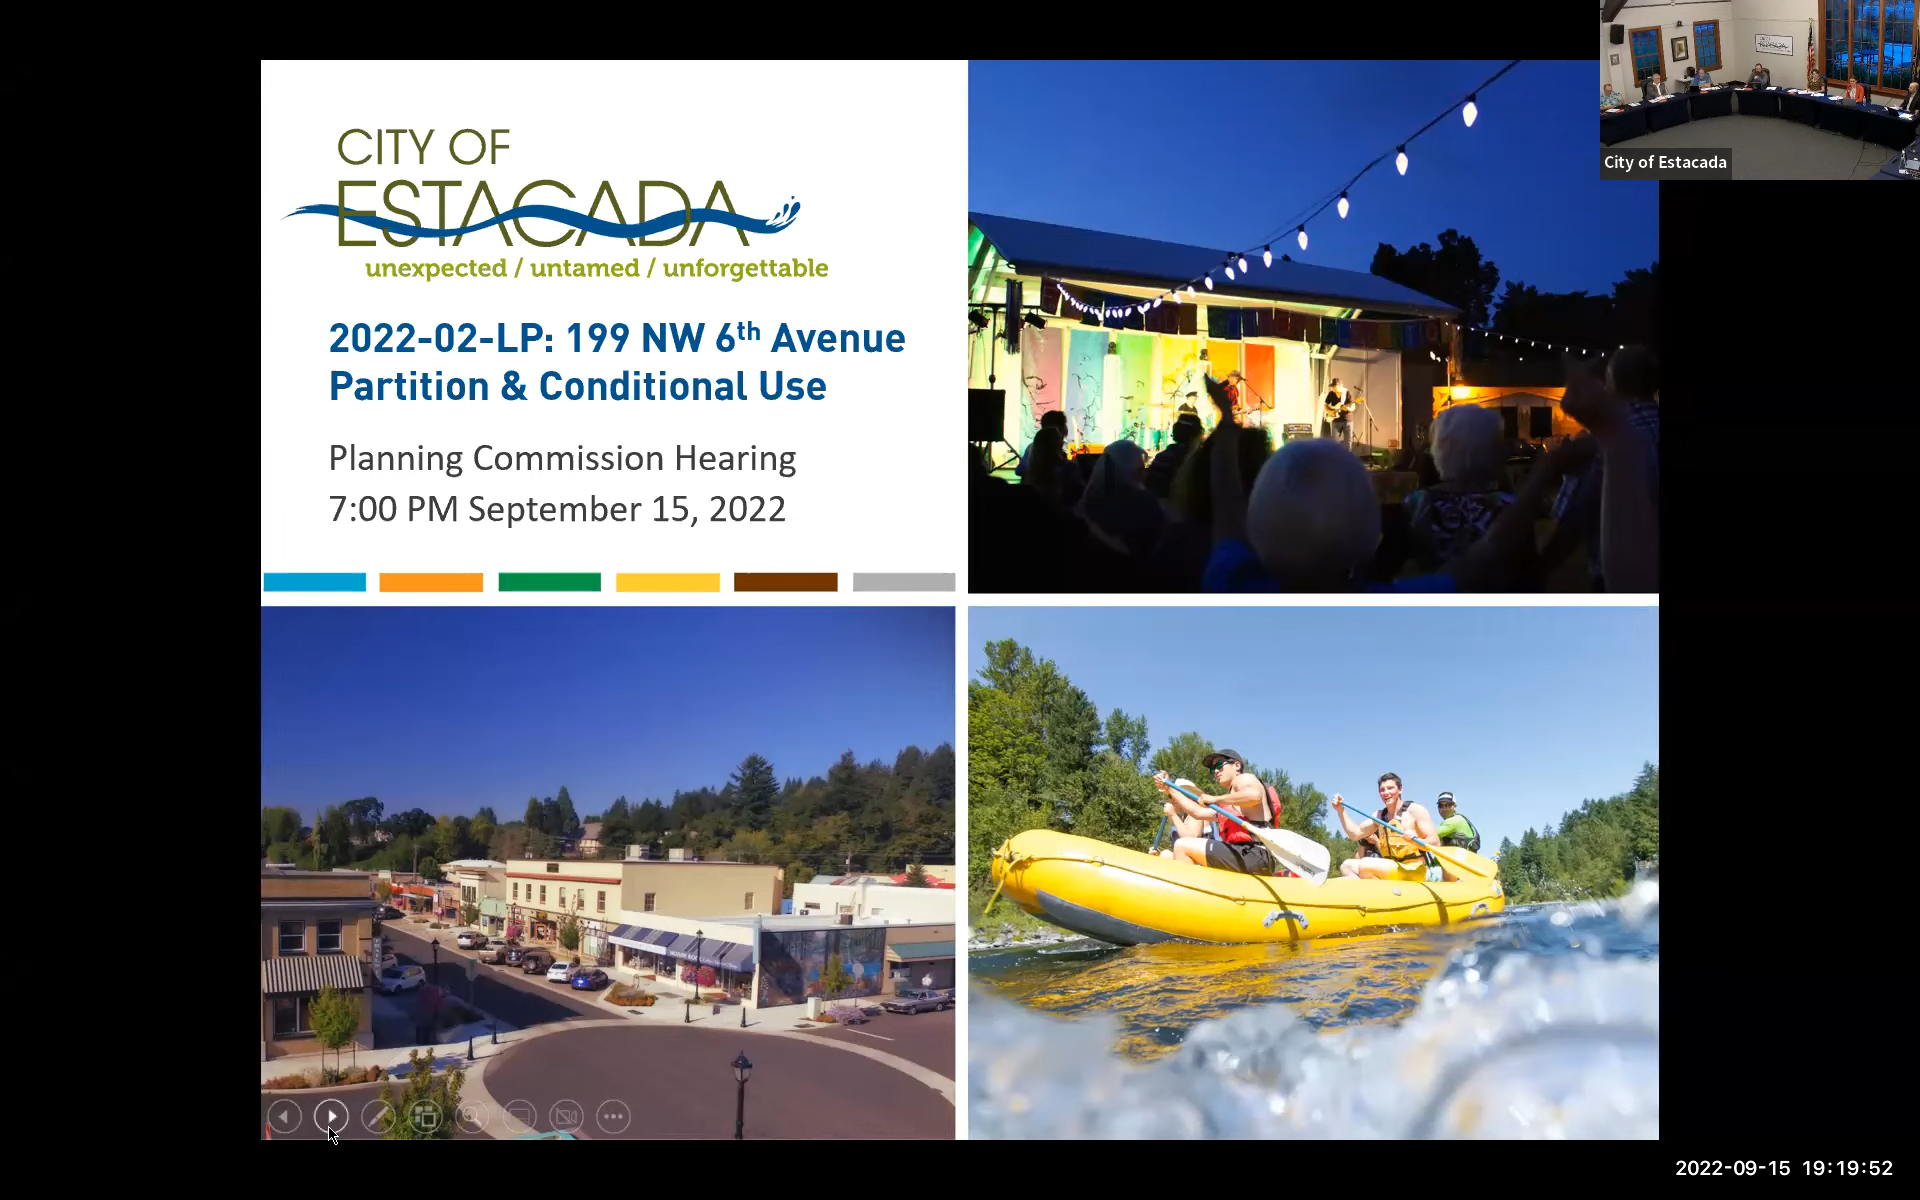 CITY OF
ESTACADA
unexpected / untamed / unforgettable
2022-02-LP: 199 NW 6th Avenue
Partition & Conditional Use
Planning Commission Hearing
7:00 PM September 15, 2022
City of Estacada
2022-09-15 19:19:52